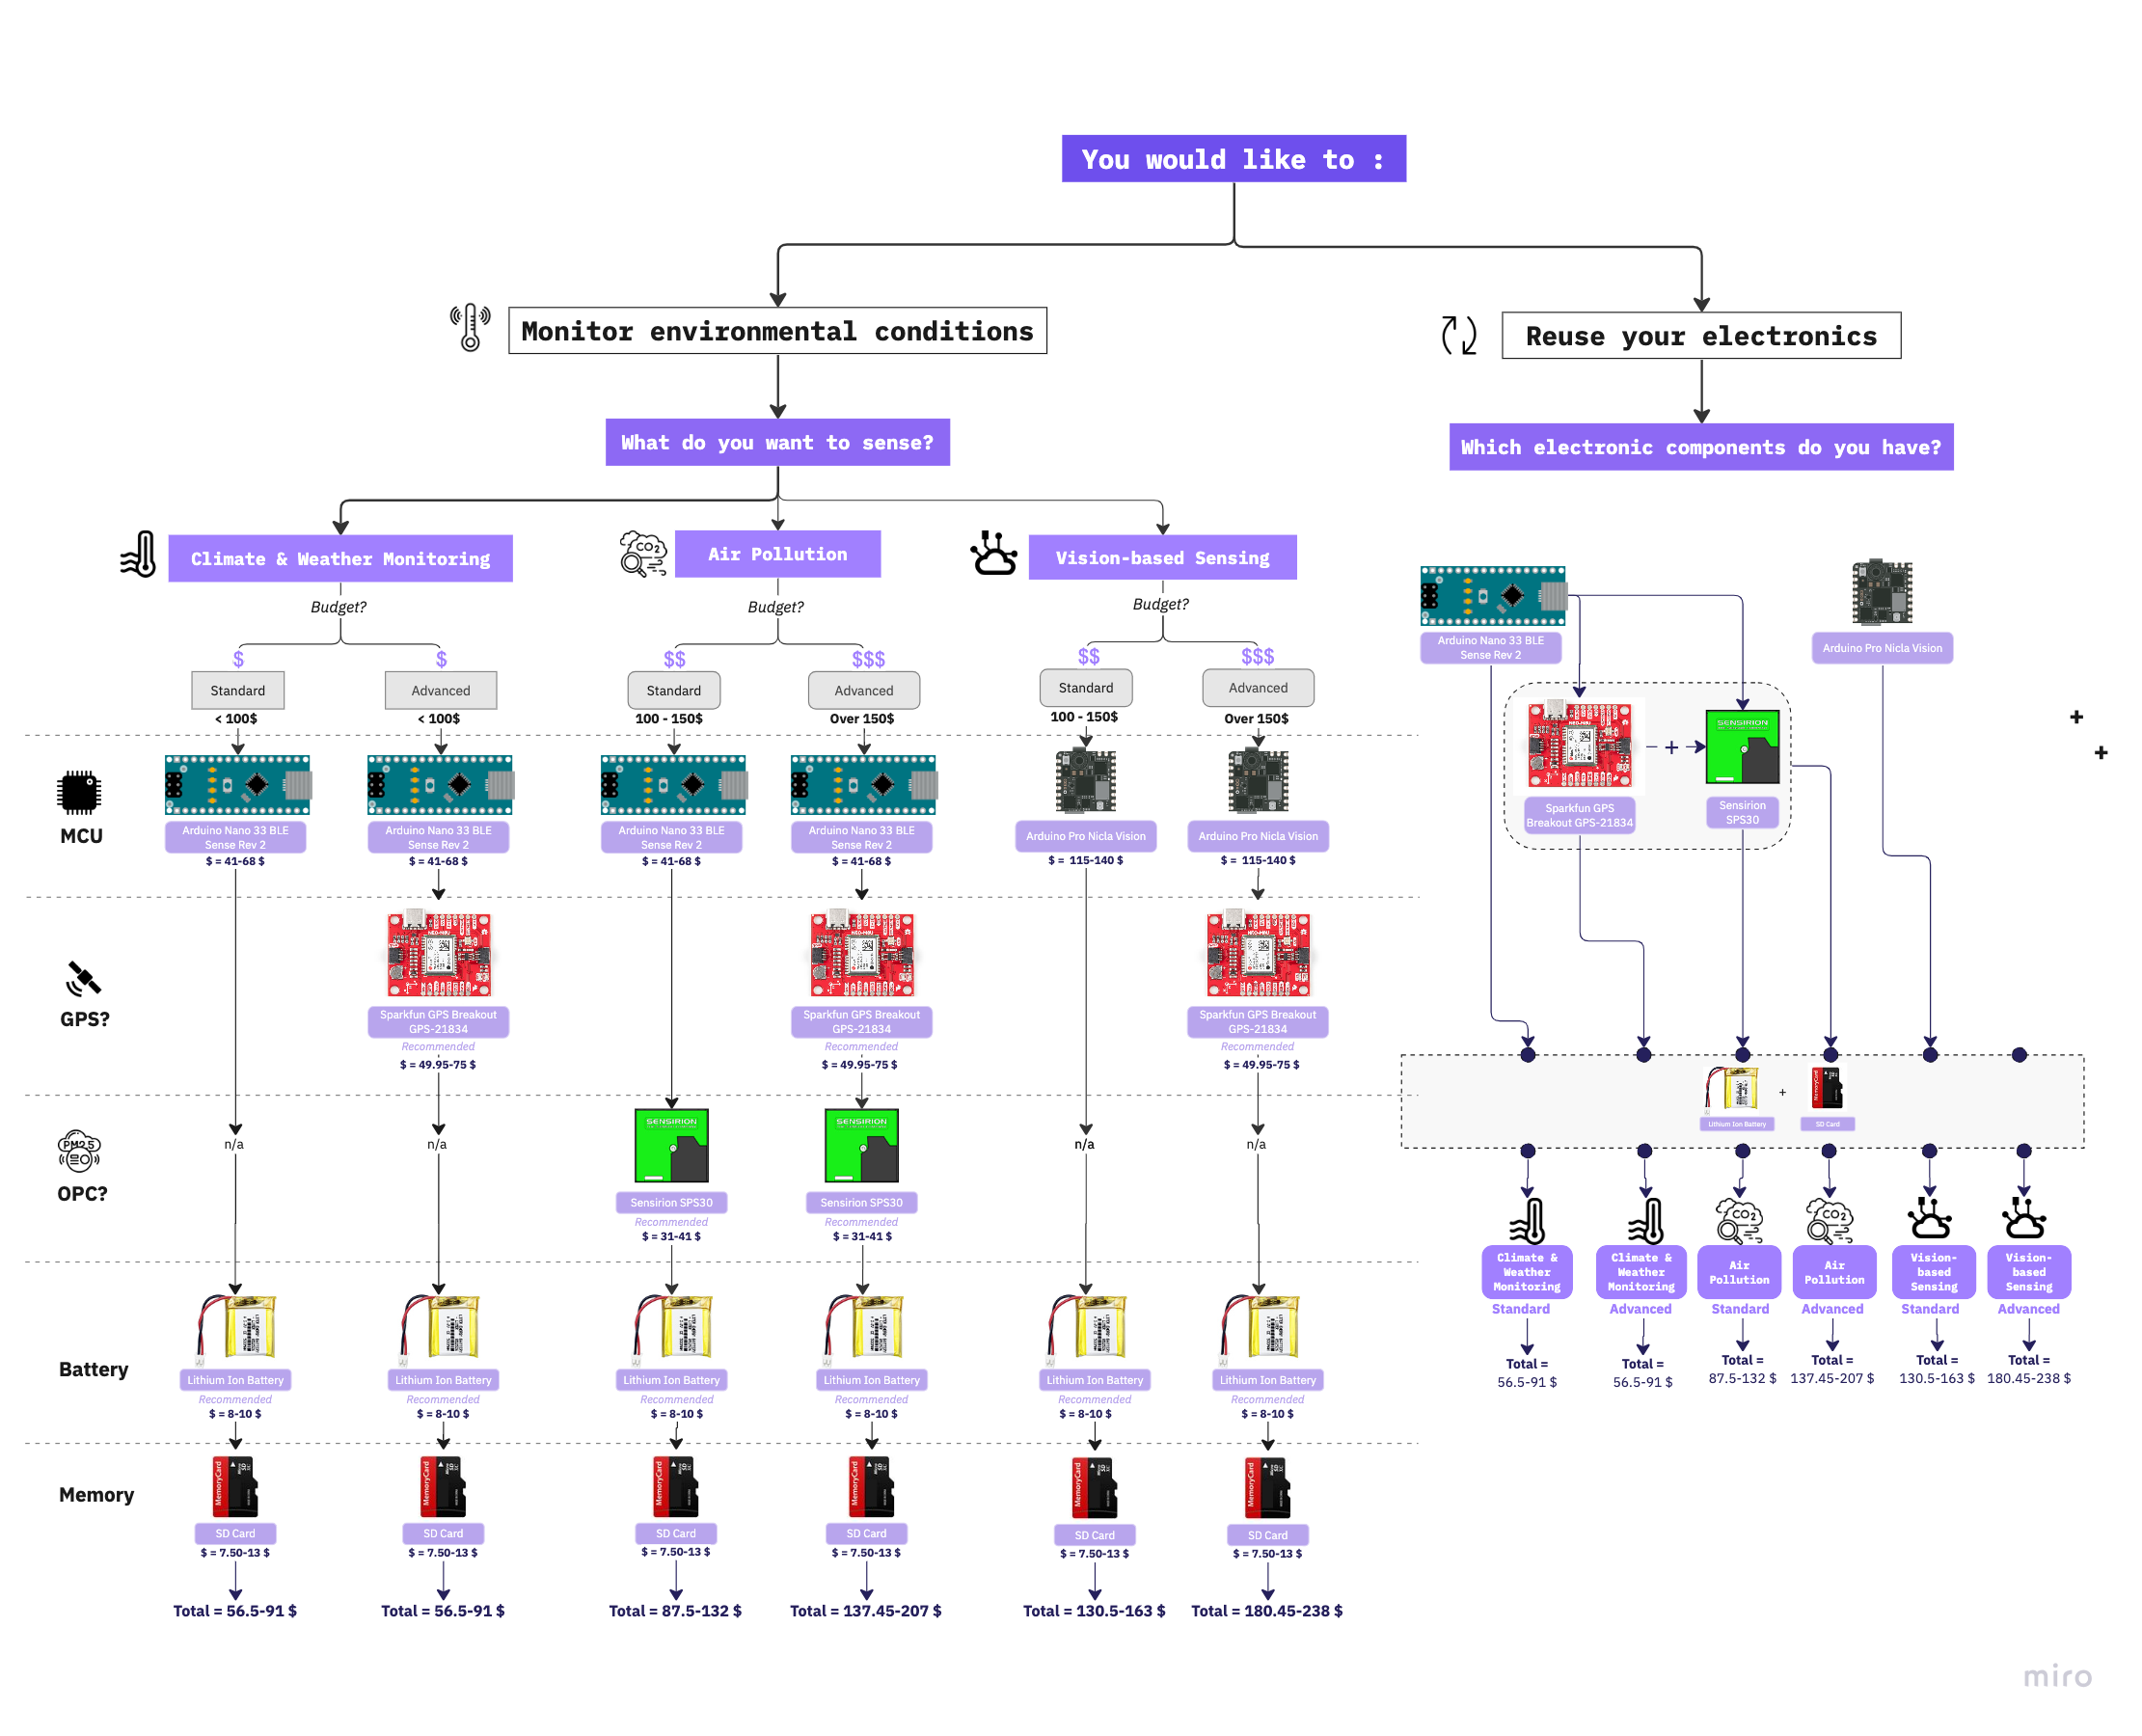 You would like to :
Monitor environmental conditions
Reuse your electronics
What do you want to sense?
Which electronic components do you have?
Climate & Weather Monitoring
CO2
Air Pollution
Vision-based Sensing
Budget?
Budget?
Budget?
$
$
$$
$$$
$$
$$$
Standard
Advanced
Standard
Advanced
Standard
Advanced
< 100$
< 100$
100 - 150$
Over 150$
100 - 150$
Over 150$
Arduino Nano 33 BLE
Sense Rev 2
Arduino Pro Nicla Vision
SENSIRION
+
Sparkfun GPS
Breakout GPS-21834
Sensirion
SPS30
+
+
MCU
Arduino Nano 33 BLE
Sense Rev 2
$ = 41-68 $
Arduino Nano 33 BLE
Sense Rev 2
$ = 41-68 $
Arduino Nano 33 BLE
Sense Rev 2
$ = 41-68 $
Arduino Nano 33 BLE
Sense Rev 2
$ = 41-68 $
Arduino Pro Nicla Vision
$ = 115-140 $
Arduino Pro Nicla Vision
$ = 115-140 $
GPS?
Sparkfun GPS Breakout
GPS-21834
Recommended
$ = 49.95-75 $
Sparkfun GPS Breakout
GPS-21834
Recommended
$ = 49.95-75 $
Sparkfun GPS Breakout
GPS-21834
Recommended
$ = 49.95-75 $
PM2.5
OPC?
n/a
n/a
SENSIRION
Sensirion SPS30
Recommended
$ = 31-41 $
SENSIRION
Sensirion SPS30
Recommended
$ = 31-41 $
n/a
n/a
Battery
Lithium Ion Battery
Recommended
$ = 8-10 $
Lithium Ion Battery
Recommended
$ = 8-10 $
Lithium Ion Battery
Recommended
$ = 8-10 $
Lithium Ion Battery
Recommended
$ = 8-10 $
Lithium Ion Battery
Recommended
$ = 8-10 $
Lithium Ion Battery
Recommended
$ = 8-10 $
Memory
MemoryCard
SD Card
$ = 7.50-13 $
MemoryCard
SD Card
$ = 7.50-13 $
MemoryCard
SD Card
$ = 7.50-13 $
MemoryCard
SD Card
$ = 7.50-13 $
MemoryCard
SD Card
$ = 7.50-13 $
MemoryCard
SD Card
$ = 7.50-13 $
Total = 56.5-91 $
Total = 56.5-91 $
Total = 87.5-132 $
Total = 137.45-207 $
Total = 130.5-163 $
Total = 180.45-238 $
Lithium Ion Battery
+
MemoryCard
SD Card
Climate &
Weather
Monitoring
Standard
Total =
56.5-91 $
Climate &
Weather
Monitoring
Advanced
Total =
56.5-91 $
CO2
Air
Pollution
Standard
Total =
87.5-132 $
CO2
Air
Pollution
Advanced
Total =
137.45-207 $
Vision-
based
Sensing
Standard
Total =
130.5-163 $
Vision-
based
Sensing
Advanced
Total =
180.45-238 $
miro